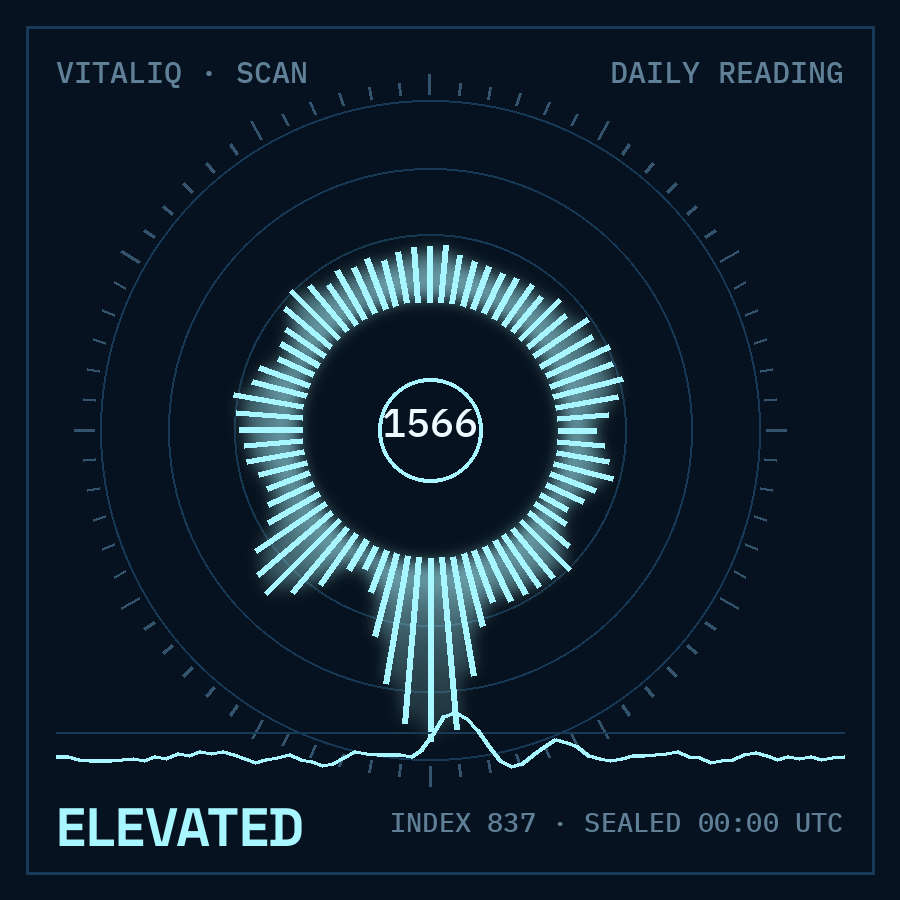 VITALIQ · SCAN
DAILY READING
1566
ELEVATED
INDEX 837 · SEALED 00:00 UTC